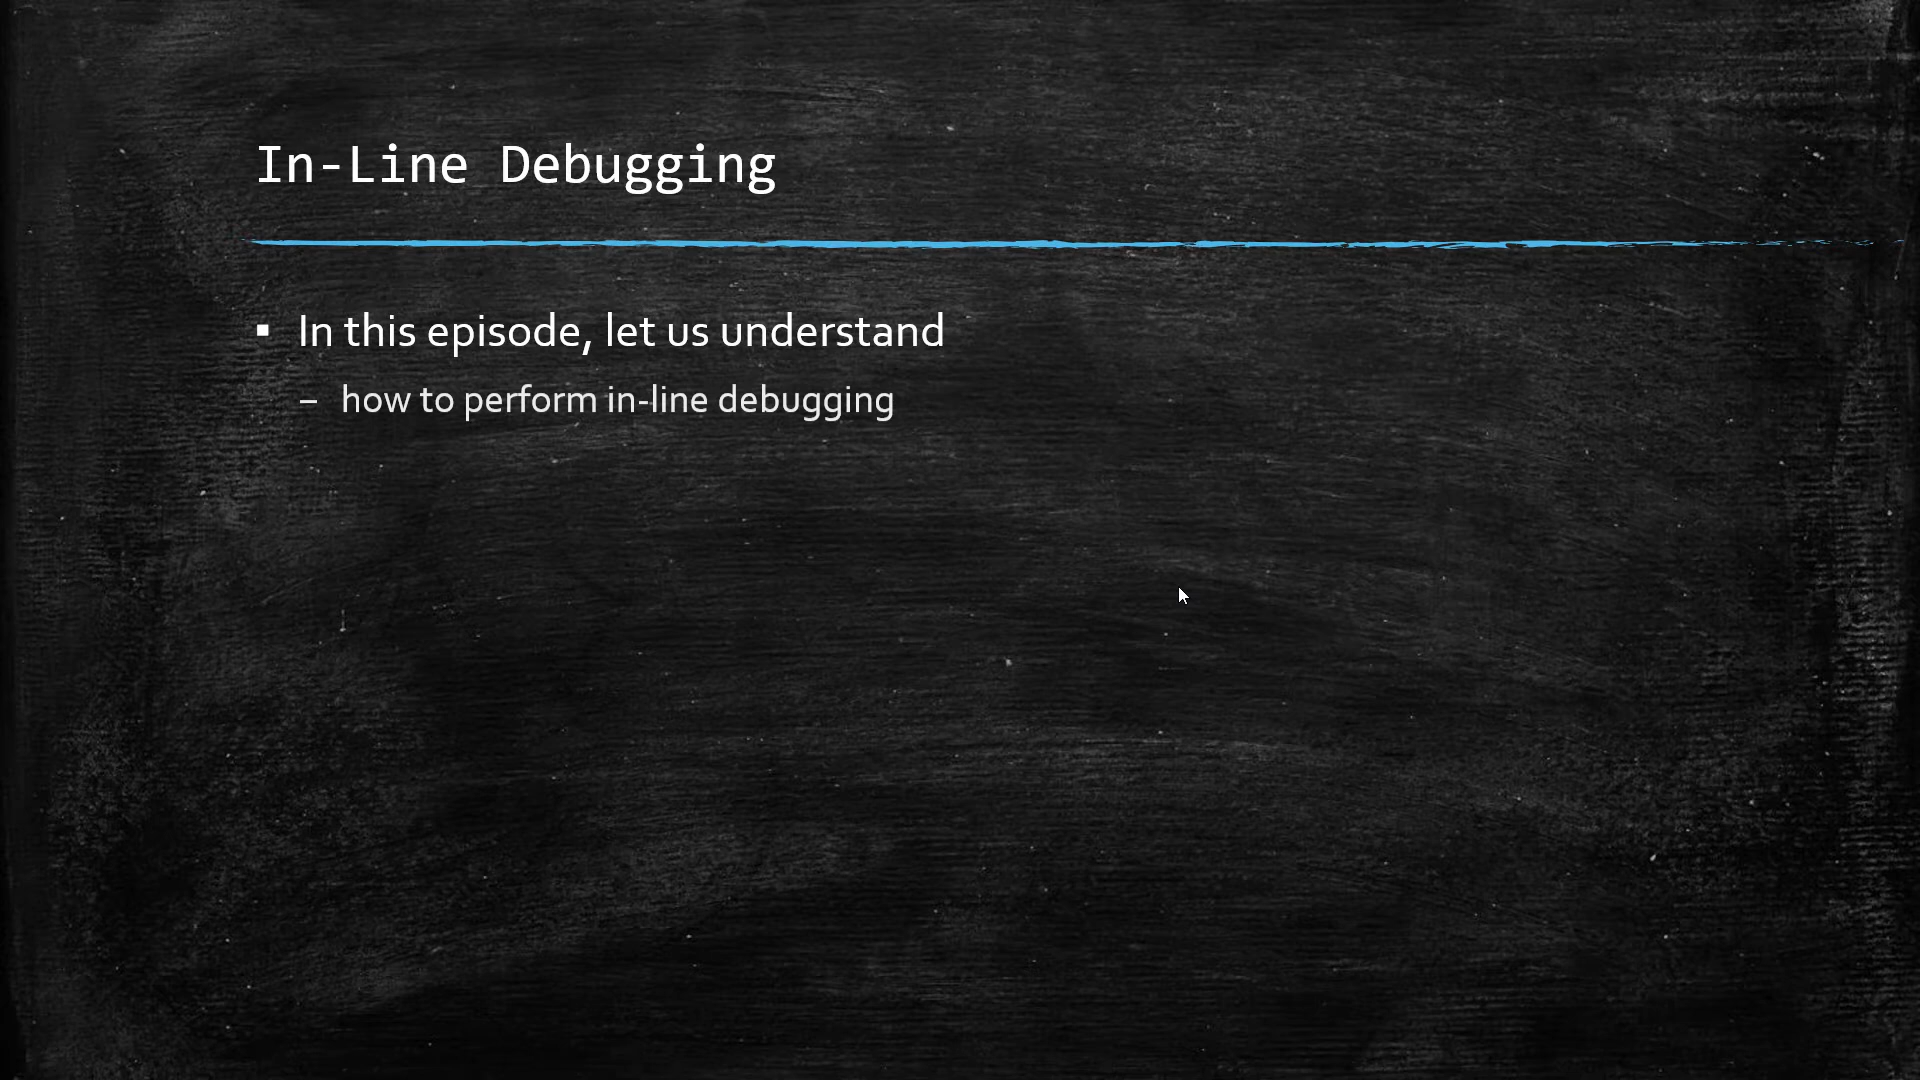 In-Line Debugging
▪ In this episode, let us understand
– how to perform in-line debugging